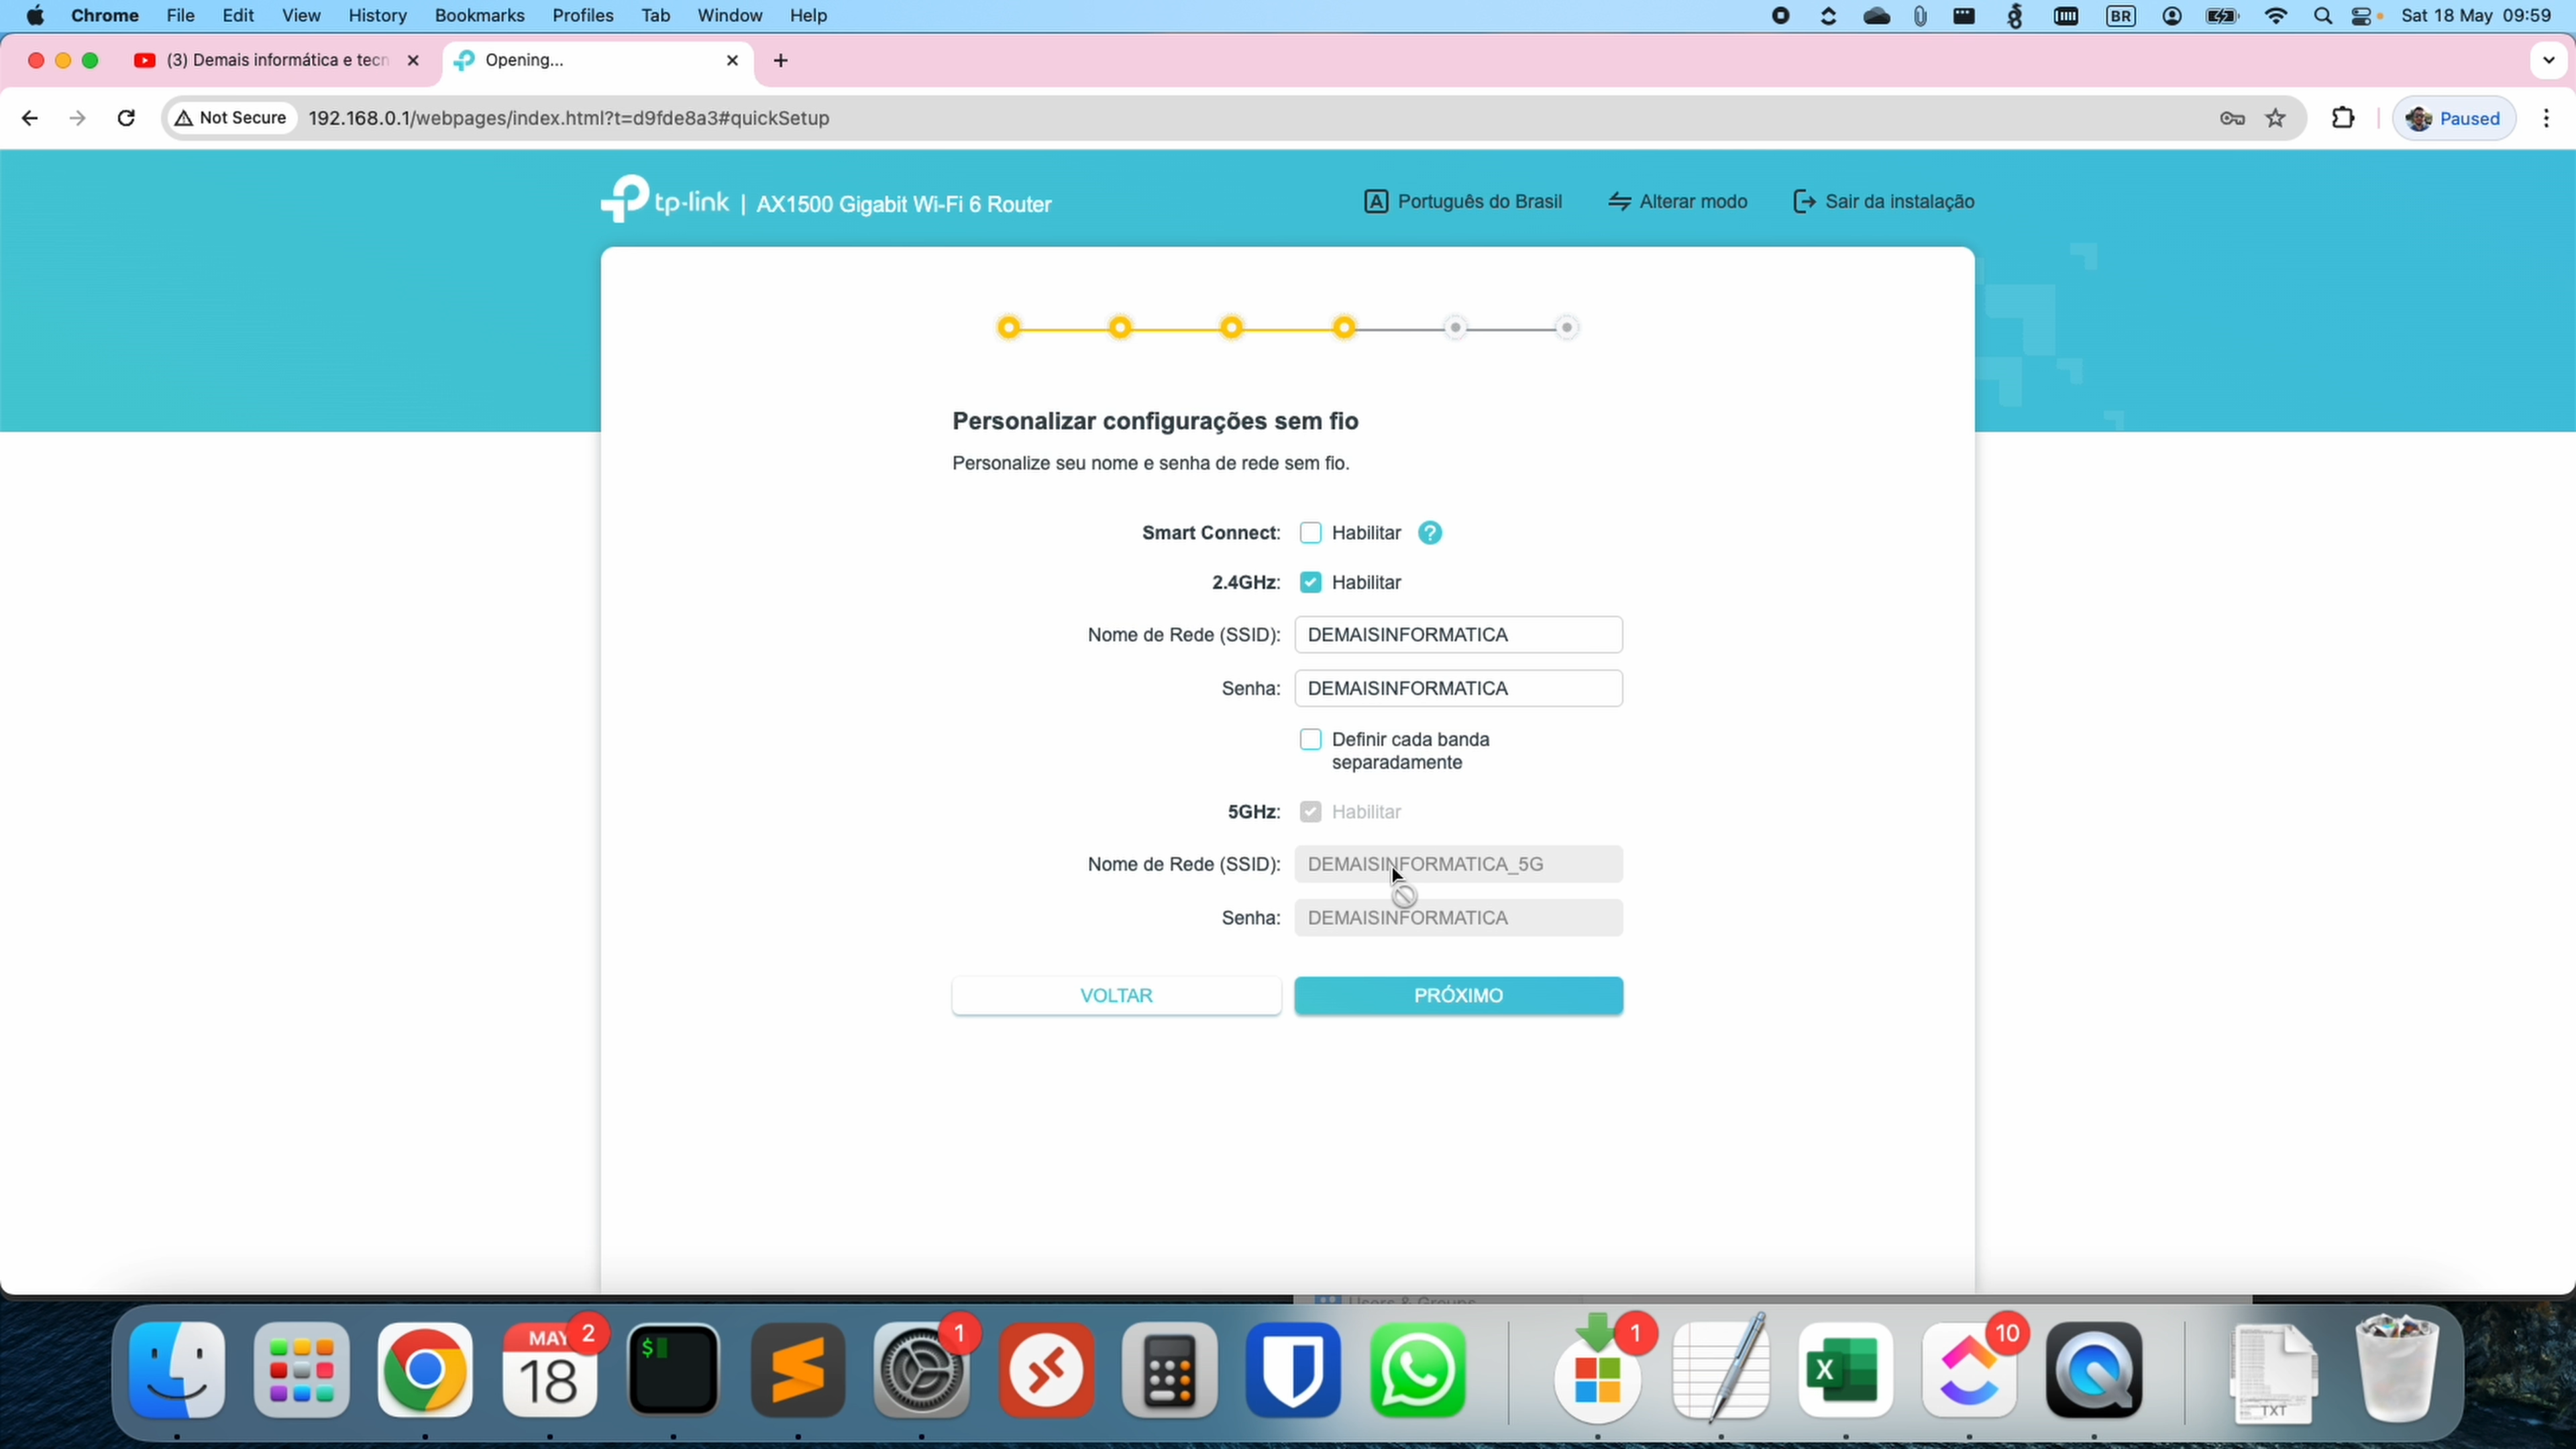 Chrome File Edit View History Bookmarks Profiles Tab Window Help BR Sat 18 May 09:59
(3) Demais informática e tecn Opening...
Not Secure 192.168.0.1/webpages/index.html?t=d9fde8a3#quickSetup Paused
tp-link | AX1500 Gigabit Wi-Fi 6 Router A Português do Brasil Alterar modo Sair da instalação
Personalizar configurações sem fio
Personalize seu nome e senha de rede sem fio.
Smart Connect: Habilitar ?
2.4GHz: Habilitar
Nome de Rede (SSID): DEMAISINFORMATICA
Senha: DEMAISINFORMATICA
Definir cada banda
separadamente
5GHz: Habilitar
Nome de Rede (SSID): DEMAISINFORMATICA_5G
Senha: DEMAISINFORMATICA
VOLTAR PRÓXIMO
Users & Groups
MAY 2 1 1 10
18 $ X TXT